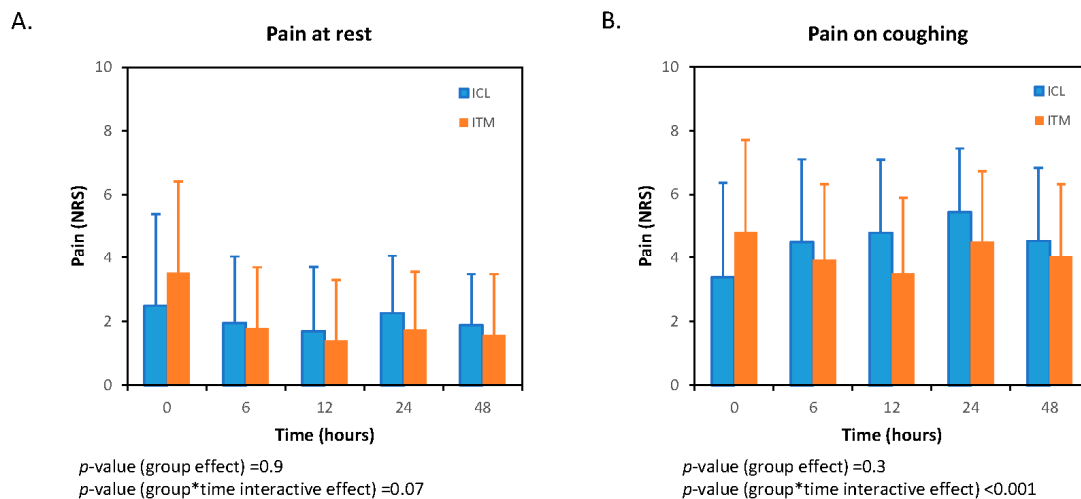 A.
Pain at rest
10
8
6
4
2
0
Pain (NRS)
ICL
ITM
0 6 12 24 48
Time (hours)
p-value (group effect) =0.9
p-value (group*time interactive effect) =0.07
B.
Pain on coughing
10
8
6
4
2
0
Pain (NRS)
ICL
ITM
0 6 12 24 48
Time (hours)
p-value (group effect) =0.3
p-value (group*time interactive effect) <0.001